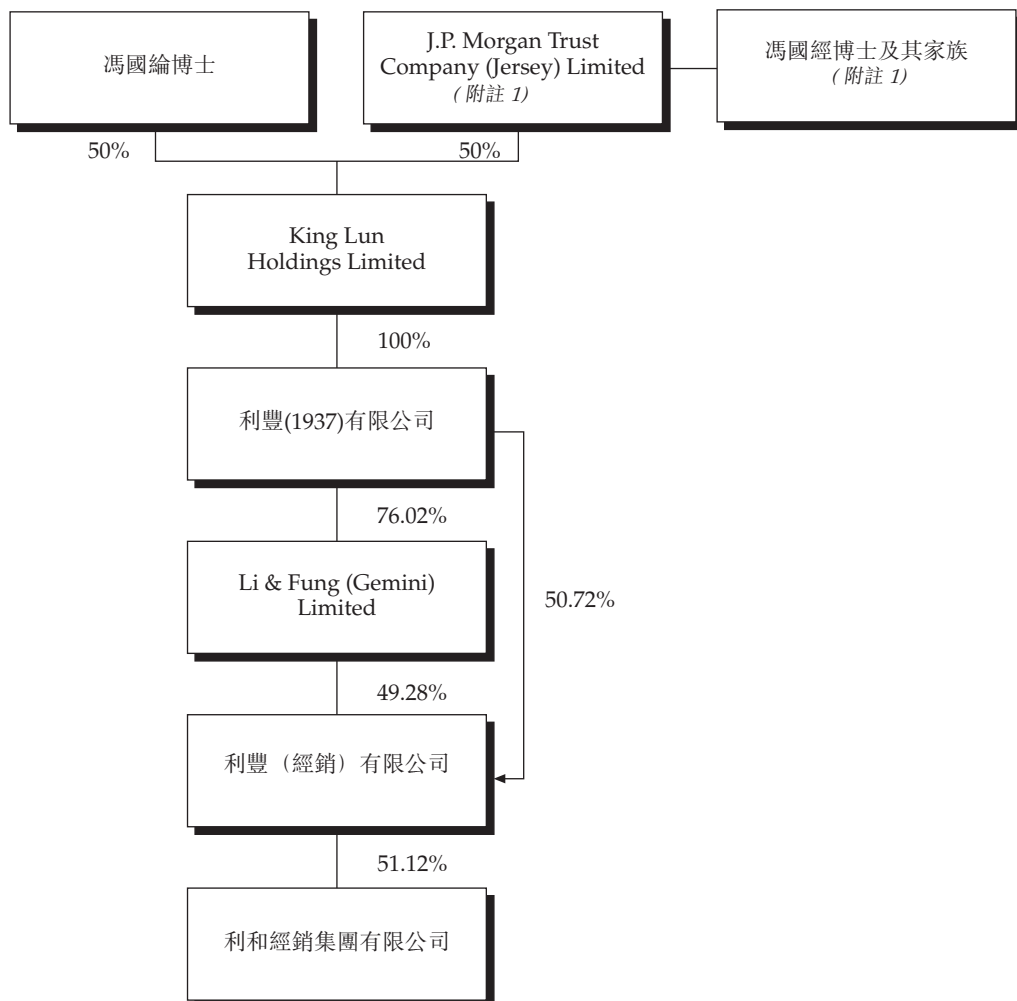 馮國綸博士
J.P. Morgan Trust
Company (Jersey) Limited
(附註 1)
馮國經博士及其家族
(附註 1)
50%
50%
King Lun
Holdings Limited
100%
利豐(1937)有限公司
76.02%
Li & Fung (Gemini)
Limited
50.72%
49.28%
利豐（經銷）有限公司
51.12%
利和經銷集團有限公司